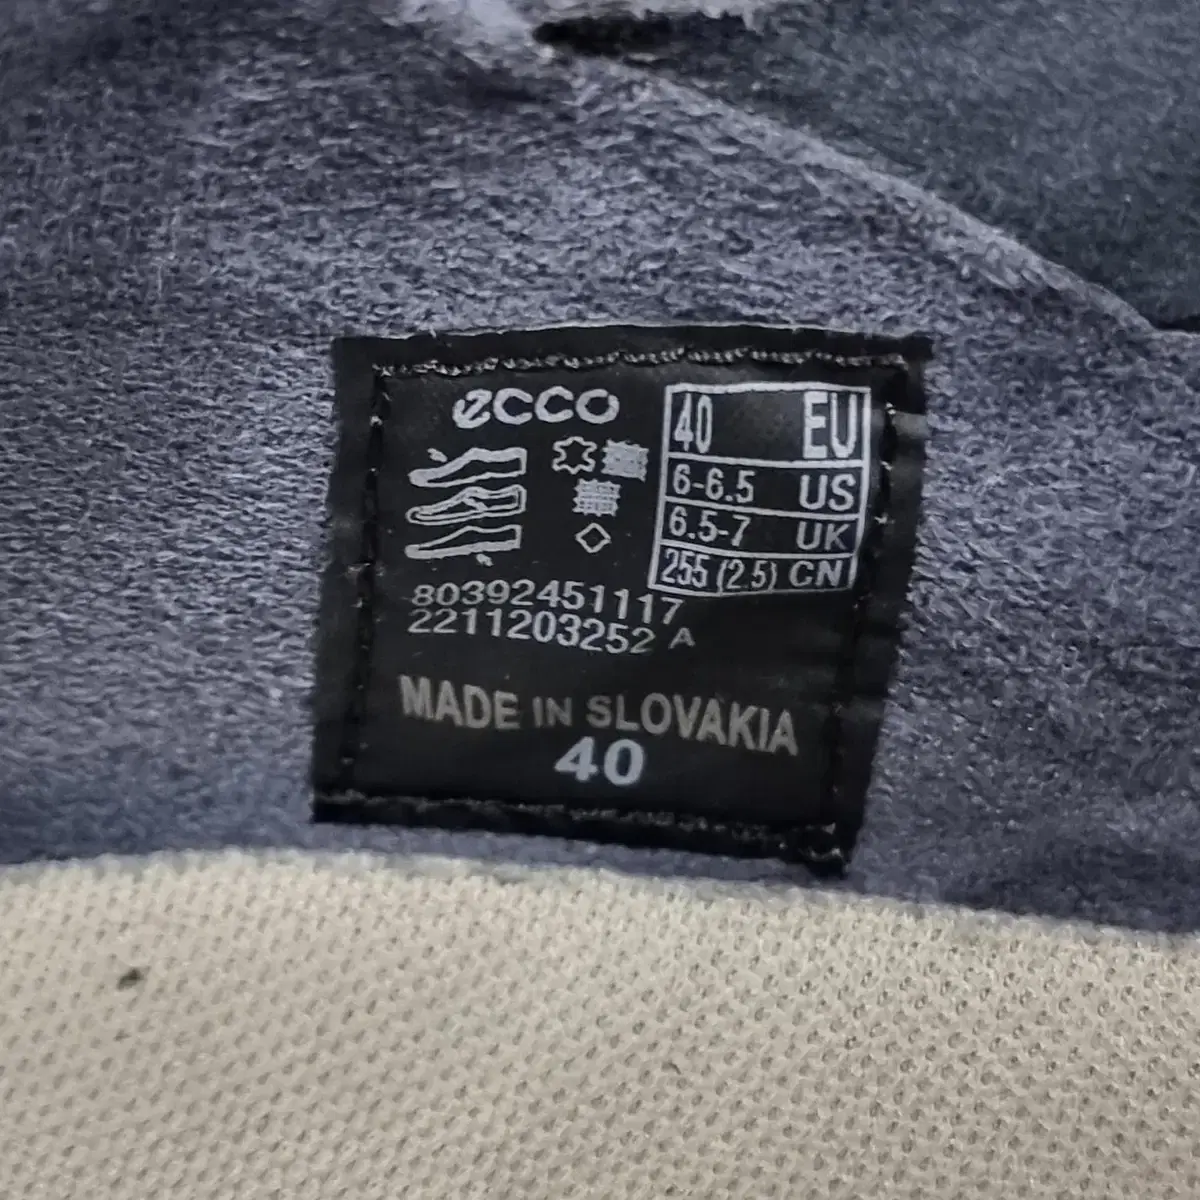 ecco
40 EU
6-6.5 US
6.5-7 UK
255 (2.5) CN
80392451117
2211203252 A
MADE IN SLOVAKIA
40